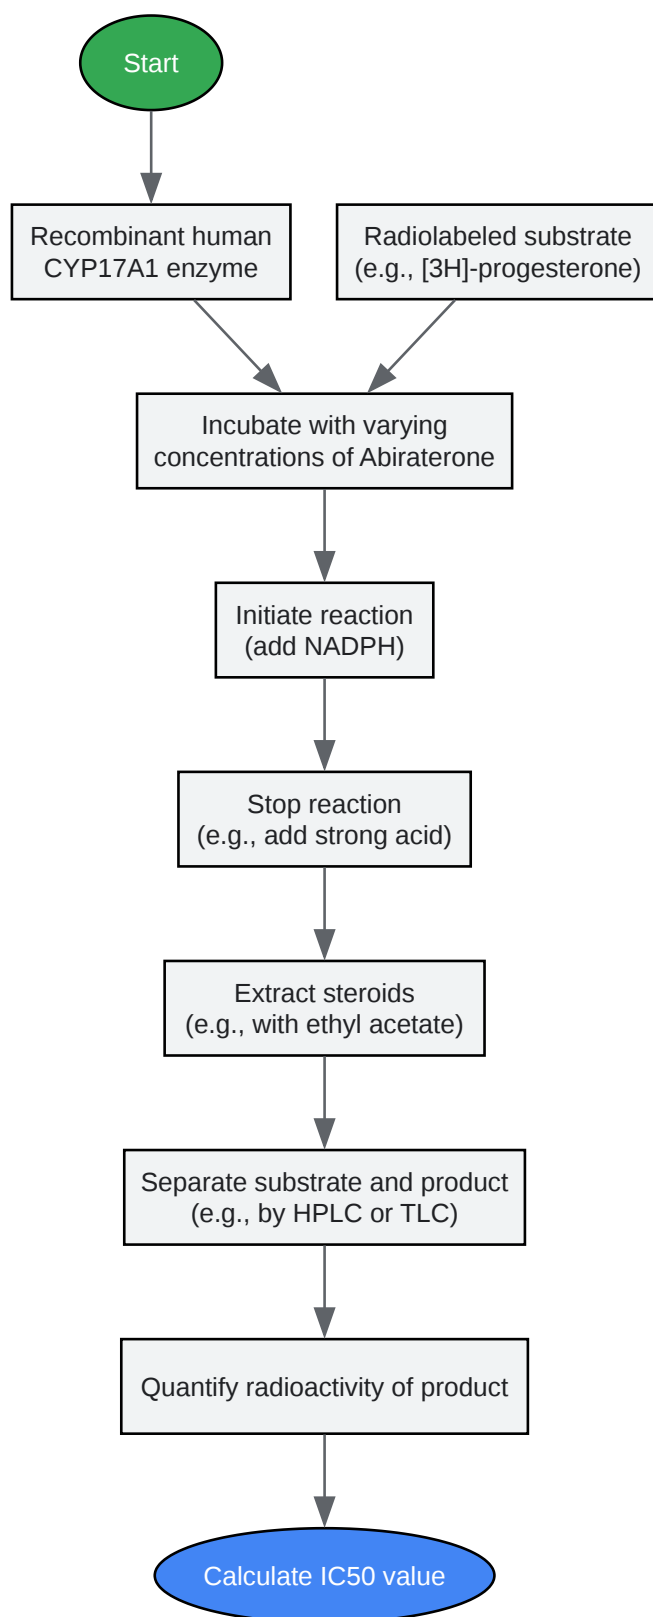 Start
Recombinant human
CYP17A1 enzyme
Radiolabeled substrate
(e.g., [3H]-progesterone)
Incubate with varying
concentrations of Abiraterone
Initiate reaction
(add NADPH)
Stop reaction
(e.g., add strong acid)
Extract steroids
(e.g., with ethyl acetate)
Separate substrate and product
(e.g., by HPLC or TLC)
Quantify radioactivity of product
Calculate IC50 value